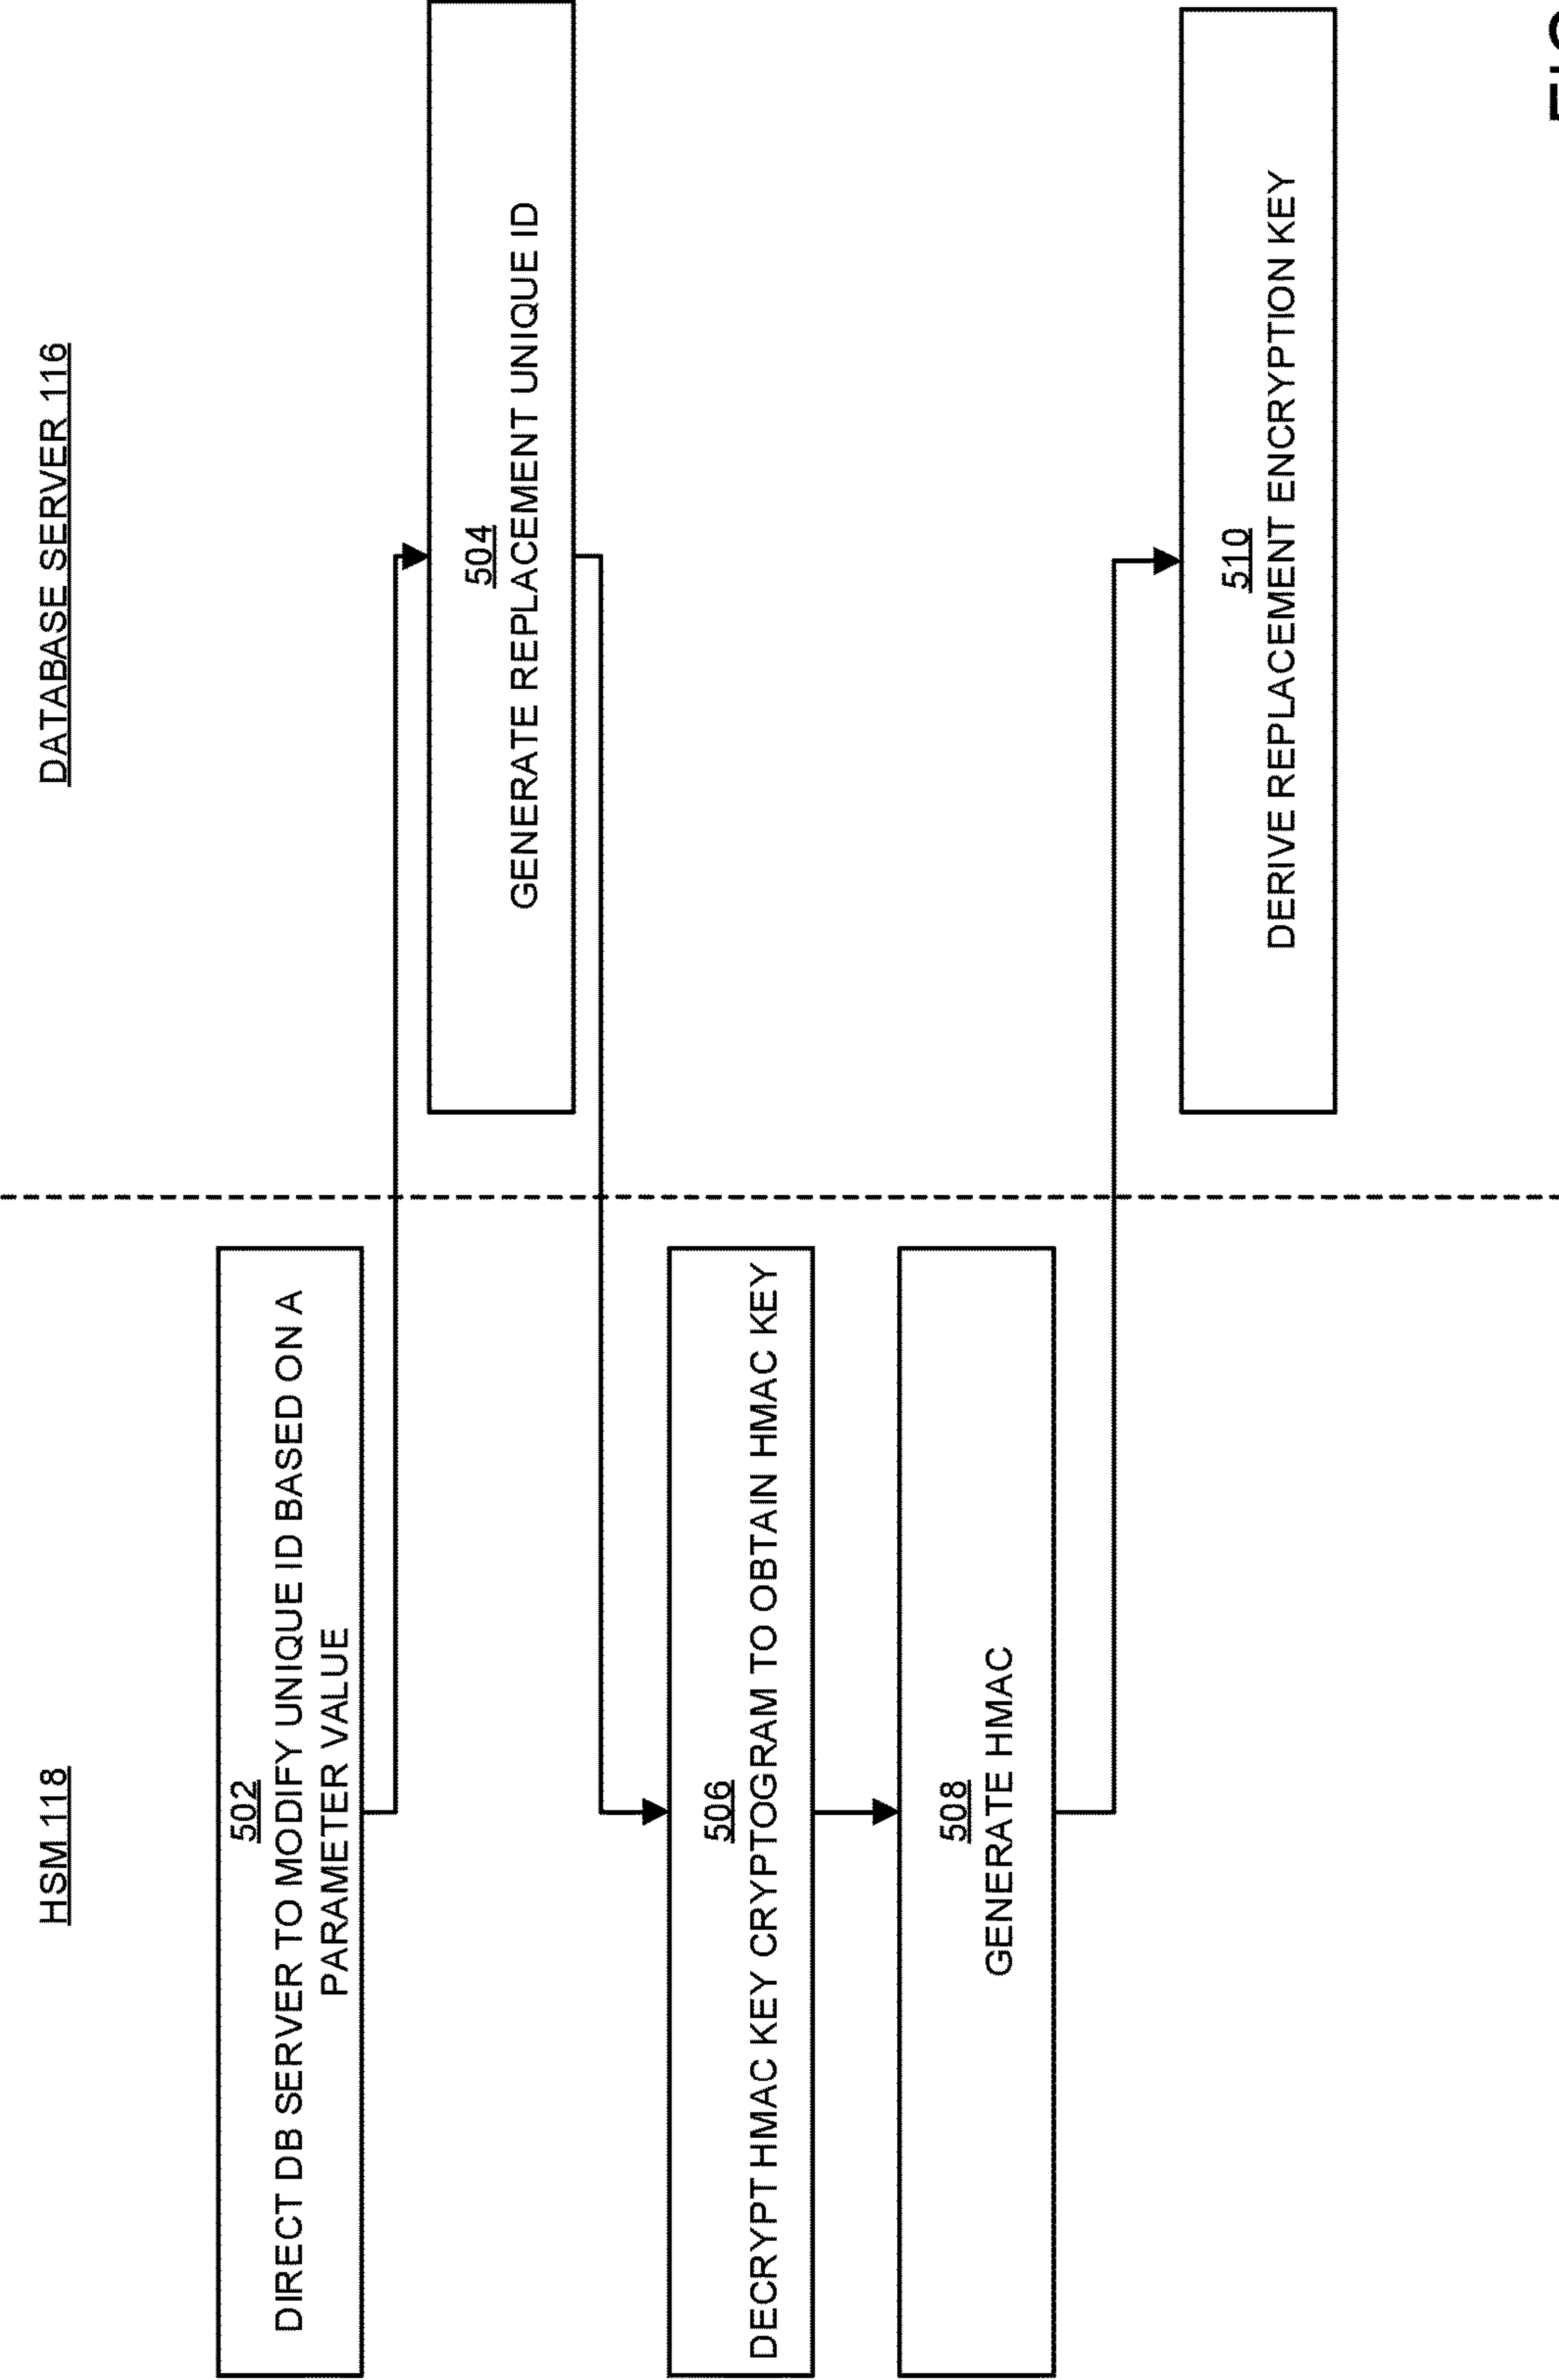 HSM 118
DATABASE SERVER 116
502
DIRECT DB SERVER TO MODIFY UNIQUE ID BASED ON A
PARAMETER VALUE
504
GENERATE REPLACEMENT UNIQUE ID
506
DECRYPT HMAC KEY CRYPTOGRAM TO OBTAIN HMAC KEY
508
GENERATE HMAC
510
DERIVE REPLACEMENT ENCRYPTION KEY